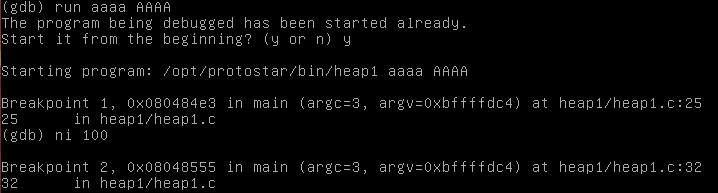 (gdb) run aaaa AAAA
The program being debugged has been started already.
Start it from the beginning? (y or n) y
Starting program: /opt/protostar/bin/heap1 aaaa AAAA
Breakpoint 1, 0x080484e3 in main (argc=3, argv=0xbffffdc4) at heap1/heap1.c:25
25      in heap1/heap1.c
(gdb) ni 100
Breakpoint 2, 0x08048555 in main (argc=3, argv=0xbffffdc4) at heap1/heap1.c:32
32      in heap1/heap1.c